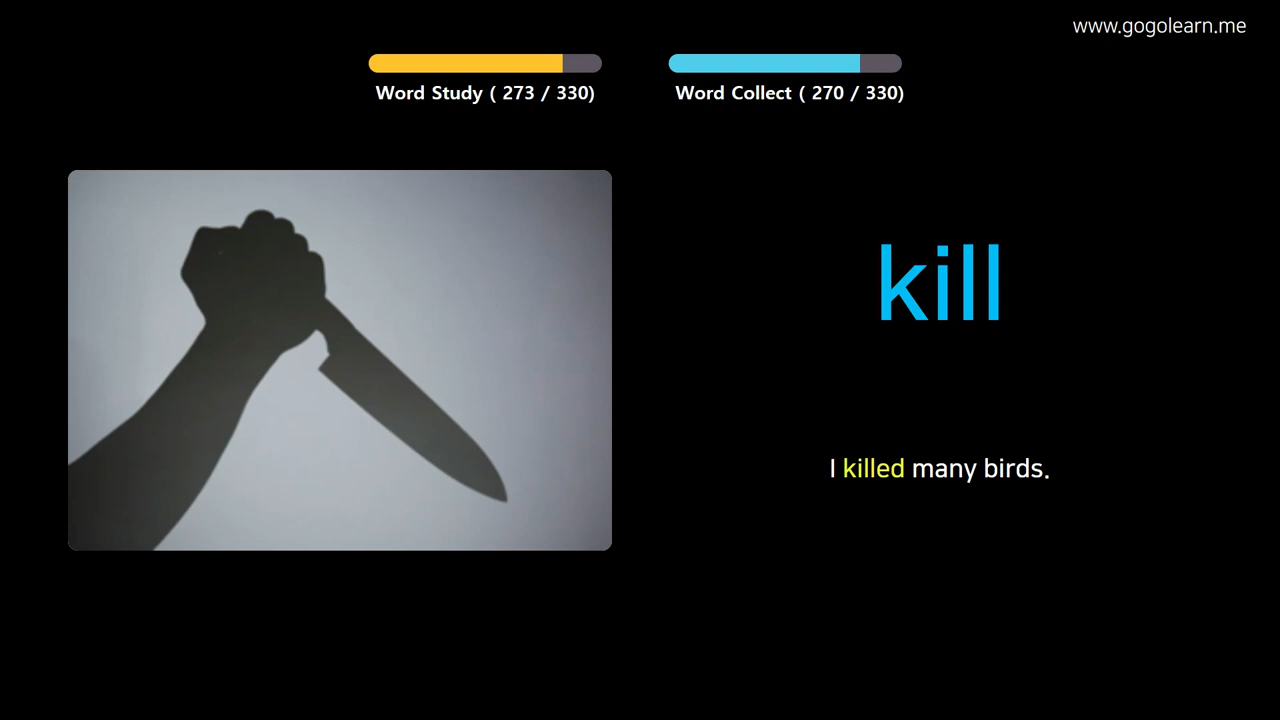 www.gogolearn.me
Word Study ( 273 / 330)
Word Collect ( 270 / 330)
kill
I killed many birds.